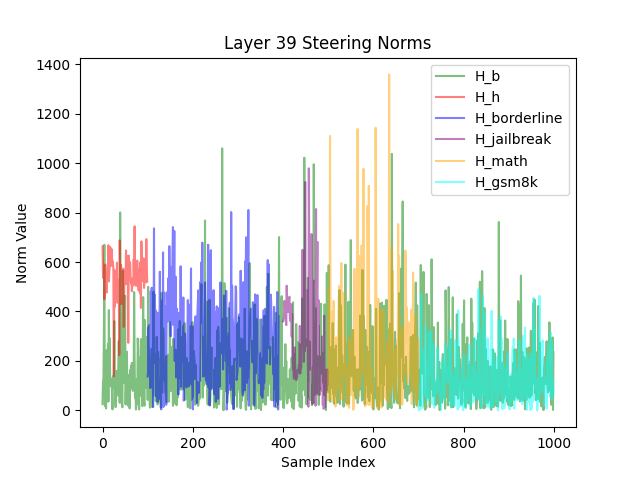 Layer 39 Steering Norms
1400
1200
1000
800
600
400
200
0
Norm Value
H_b
H_h
H_borderline
H_jailbreak
H_math
H_gsm8k
0 200 400 600 800 1000
Sample Index